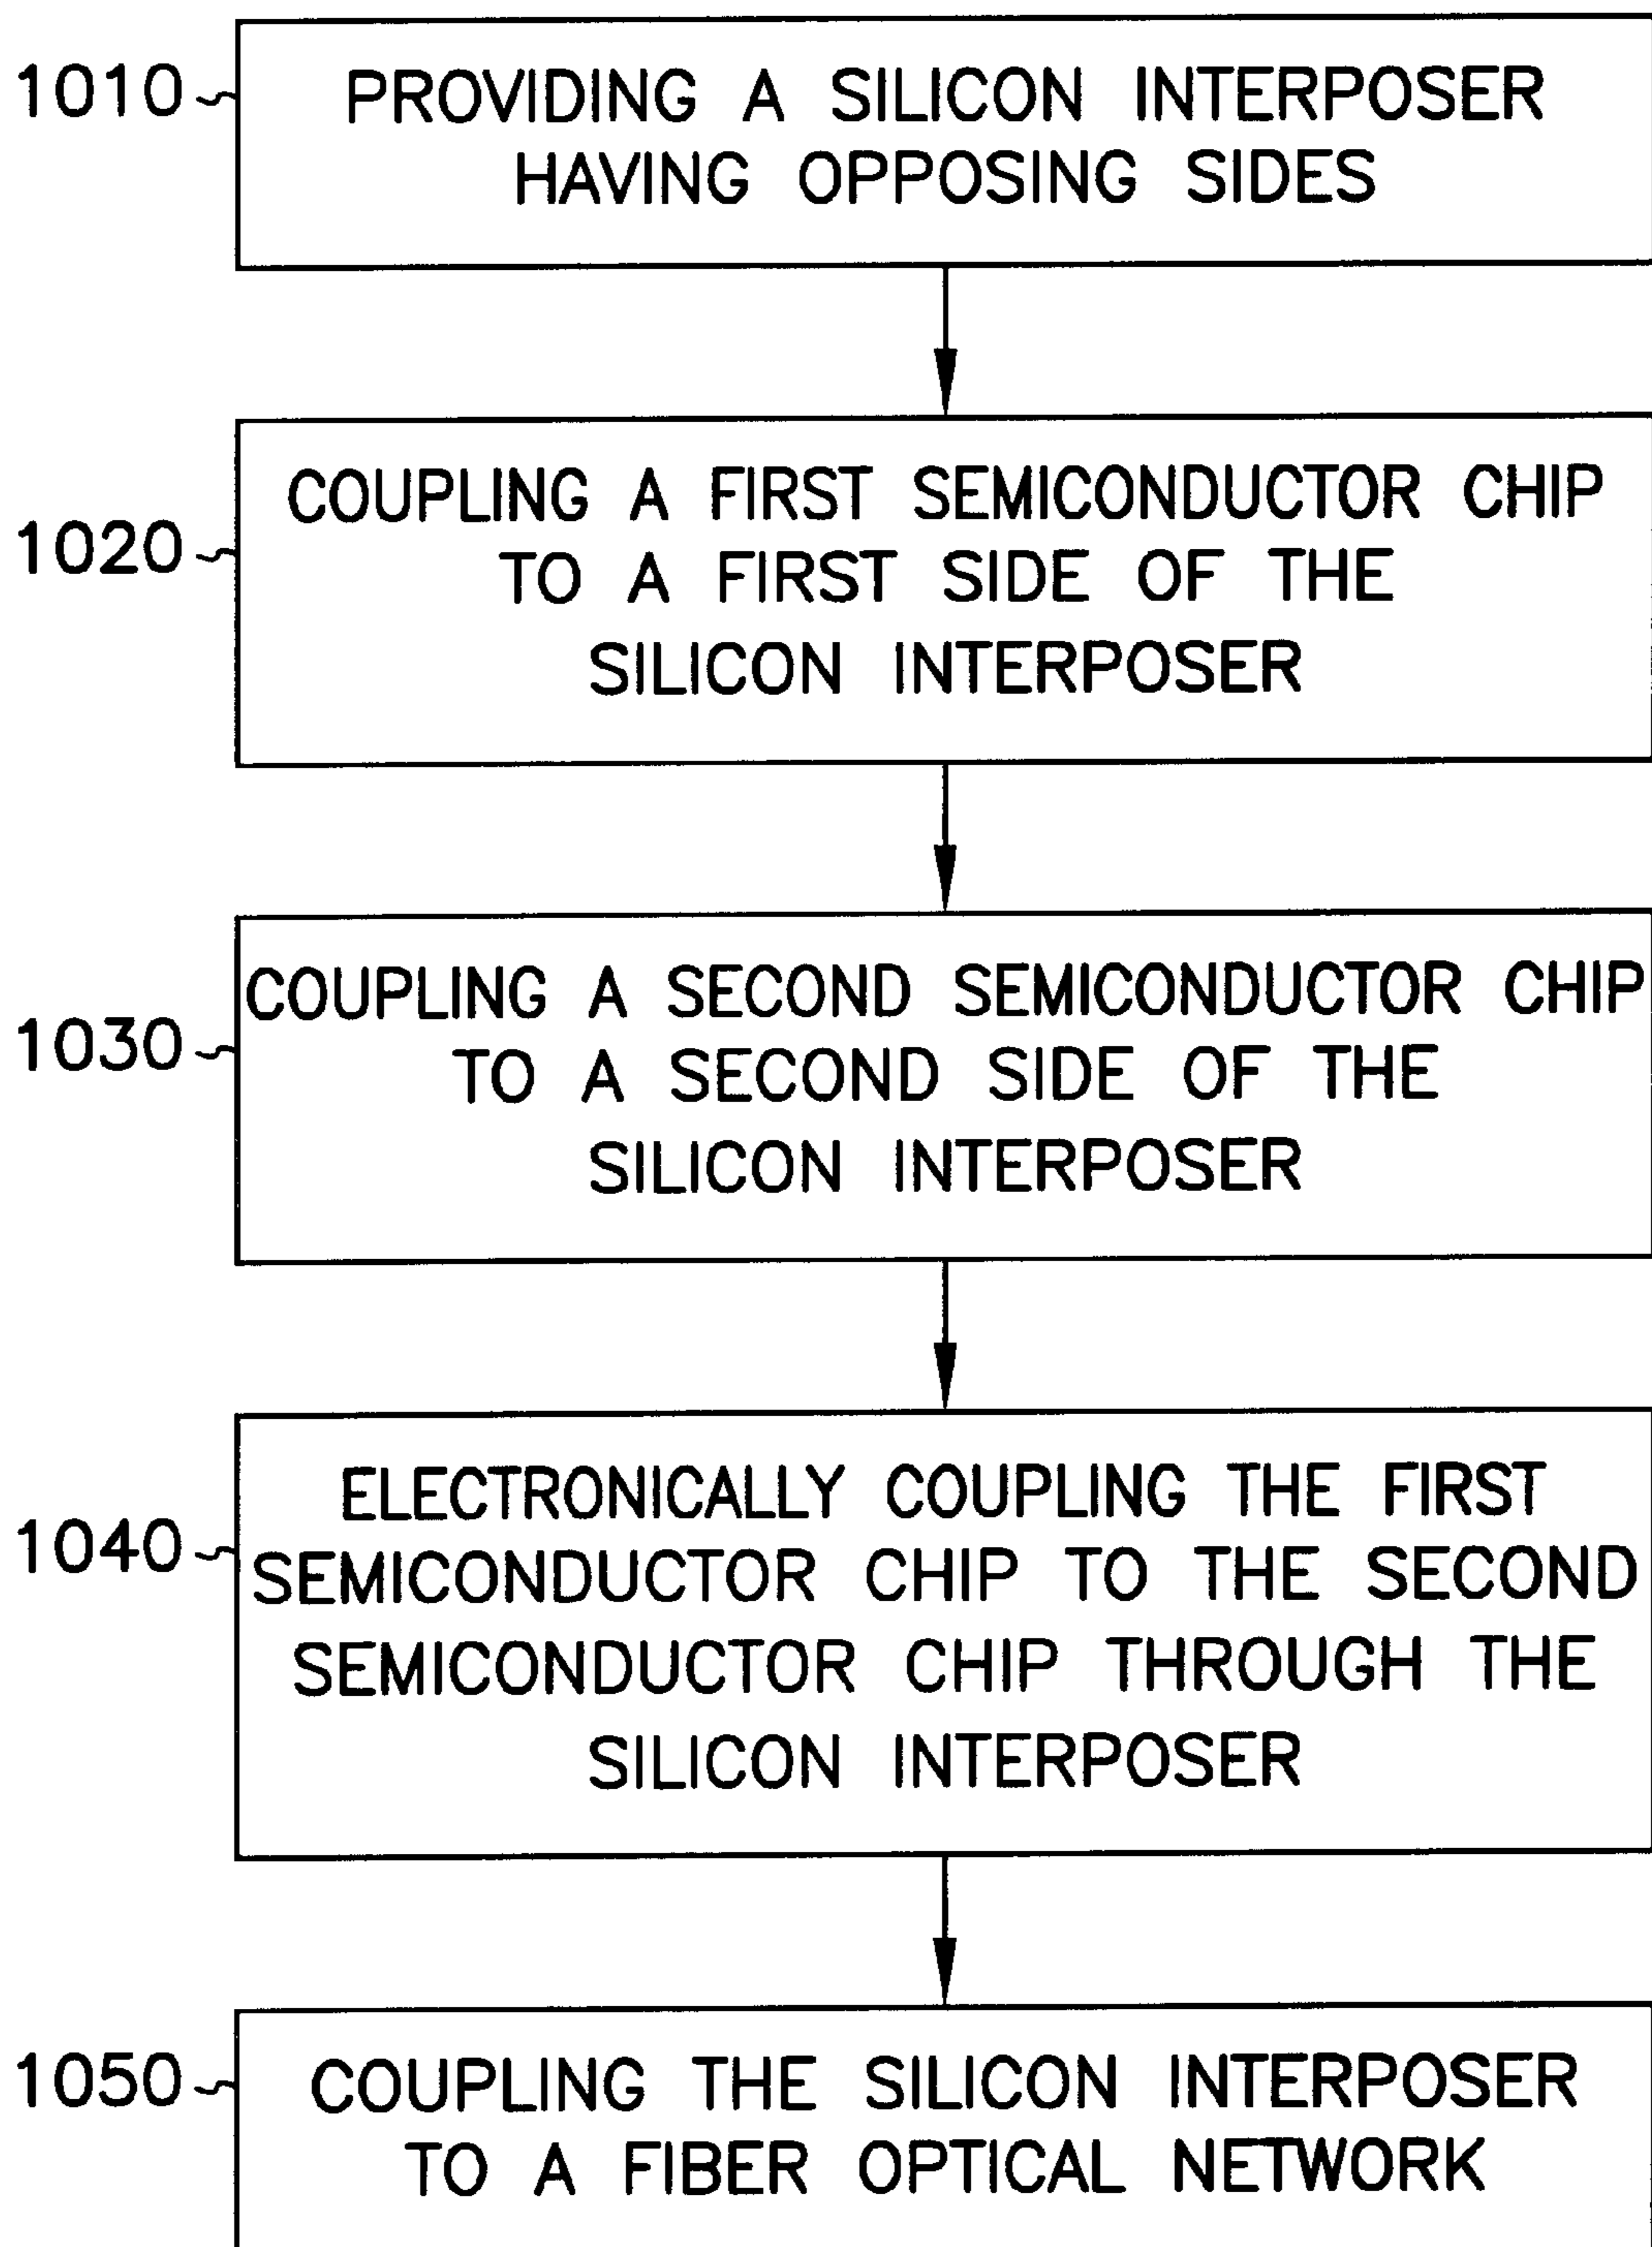 1010
PROVIDING A SILICON INTERPOSER
HAVING OPPOSING SIDES
1020
COUPLING A FIRST SEMICONDUCTOR CHIP
TO A FIRST SIDE OF THE
SILICON INTERPOSER
1030
COUPLING A SECOND SEMICONDUCTOR CHIP
TO A SECOND SIDE OF THE
SILICON INTERPOSER
1040
ELECTRONICALLY COUPLING THE FIRST
SEMICONDUCTOR CHIP TO THE SECOND
SEMICONDUCTOR CHIP THROUGH THE
SILICON INTERPOSER
1050
COUPLING THE SILICON INTERPOSER
TO A FIBER OPTICAL NETWORK